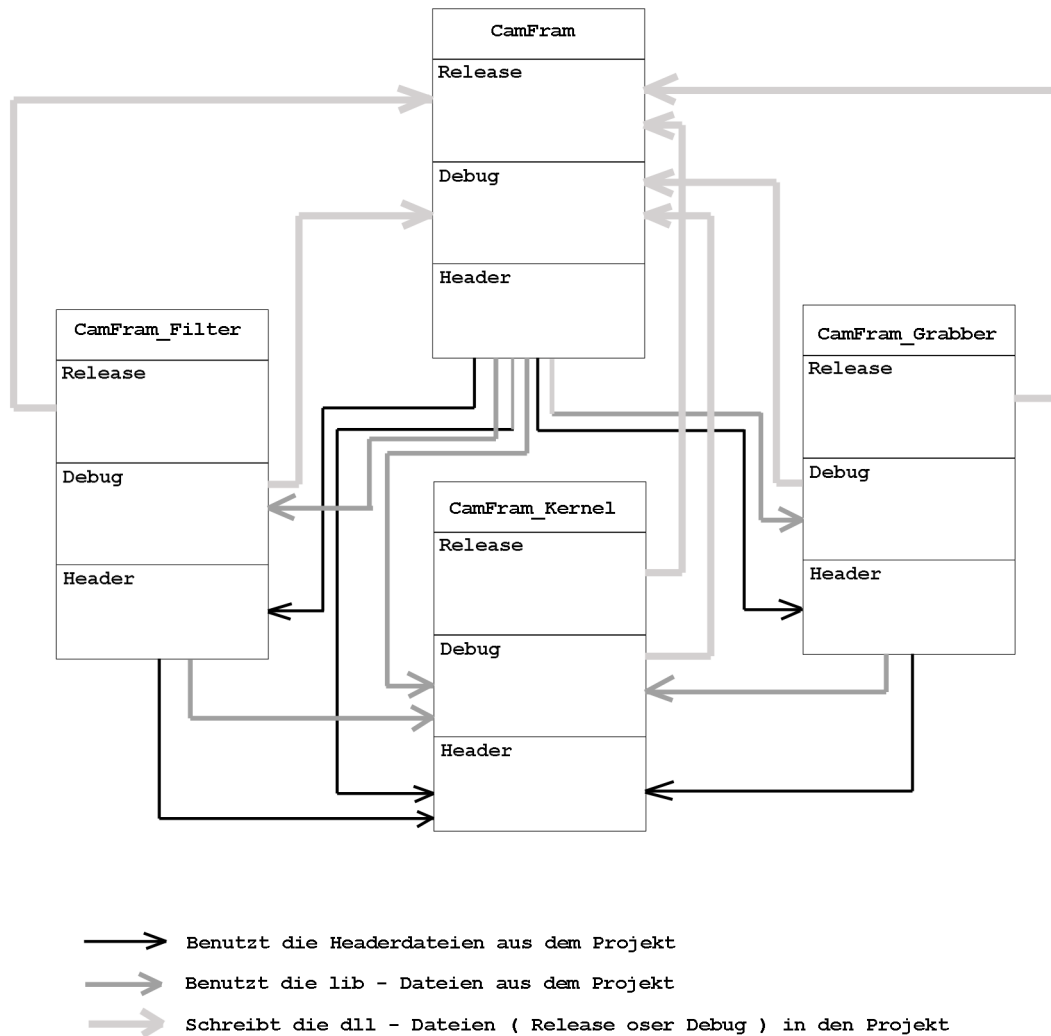 CamFram
Release
Debug
Header
CamFram_Filter
Release
Debug
Header
CamFram_Kernel
Release
Debug
Header
CamFram_Grabber
Release
Debug
Header
Benutzt die Headerdateien aus dem Projekt
Benutzt die lib - Dateien aus dem Projekt
Schreibt die dll - Dateien ( Release oser Debug ) in den Projekt